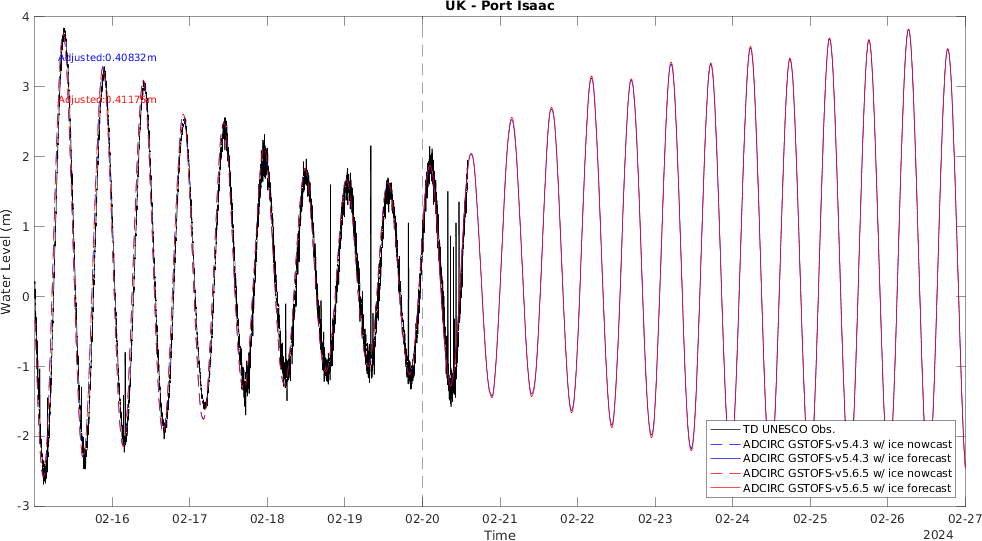 UK - Port Isaac
Water Level (m)
4
3
2
1
0
-1
-2
-3
Adjusted:0.40832m
Adjusted:0.41175m
TD UNESCO Obs.
ADCIRC GSTOFS-v5.4.3 w/ ice nowcast
ADCIRC GSTOFS-v5.4.3 w/ ice forecast
ADCIRC GSTOFS-v5.6.5 w/ ice nowcast
ADCIRC GSTOFS-v5.6.5 w/ ice forecast
02-16 02-17 02-18 02-19 02-20 02-21 02-22 02-23 02-24 02-25 02-26 02-27
Time
2024